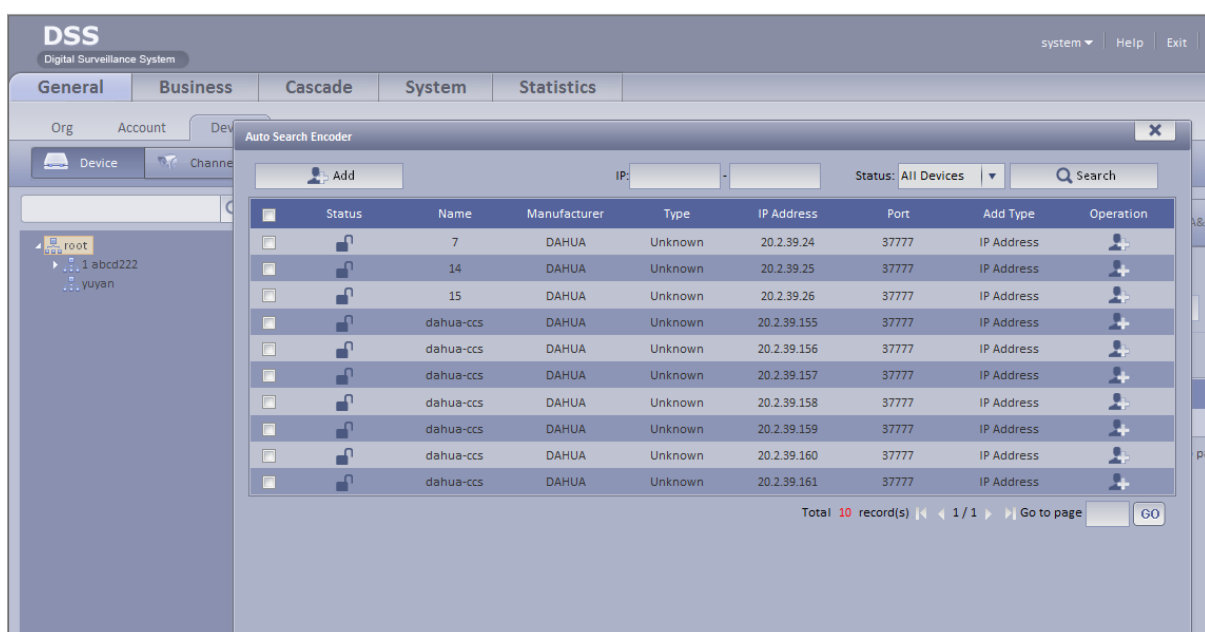 DSS
Digital Surveillance System
system Help Exit
General Business Cascade System Statistics
Org Account Dev
Auto Search Encoder
Device Channe
Add IP: - Status: All Devices Search
Status Name Manufacturer Type IP Address Port Add Type Operation
7 DAHUA Unknown 20.2.39.24 37777 IP Address
14 DAHUA Unknown 20.2.39.25 37777 IP Address
15 DAHUA Unknown 20.2.39.26 37777 IP Address
dahua-ccs DAHUA Unknown 20.2.39.155 37777 IP Address
dahua-ccs DAHUA Unknown 20.2.39.156 37777 IP Address
dahua-ccs DAHUA Unknown 20.2.39.157 37777 IP Address
dahua-ccs DAHUA Unknown 20.2.39.158 37777 IP Address
dahua-ccs DAHUA Unknown 20.2.39.159 37777 IP Address
dahua-ccs DAHUA Unknown 20.2.39.160 37777 IP Address
dahua-ccs DAHUA Unknown 20.2.39.161 37777 IP Address
root
1 abcd222
yuyan
Total 10 record(s) 1 / 1 Go to page GO